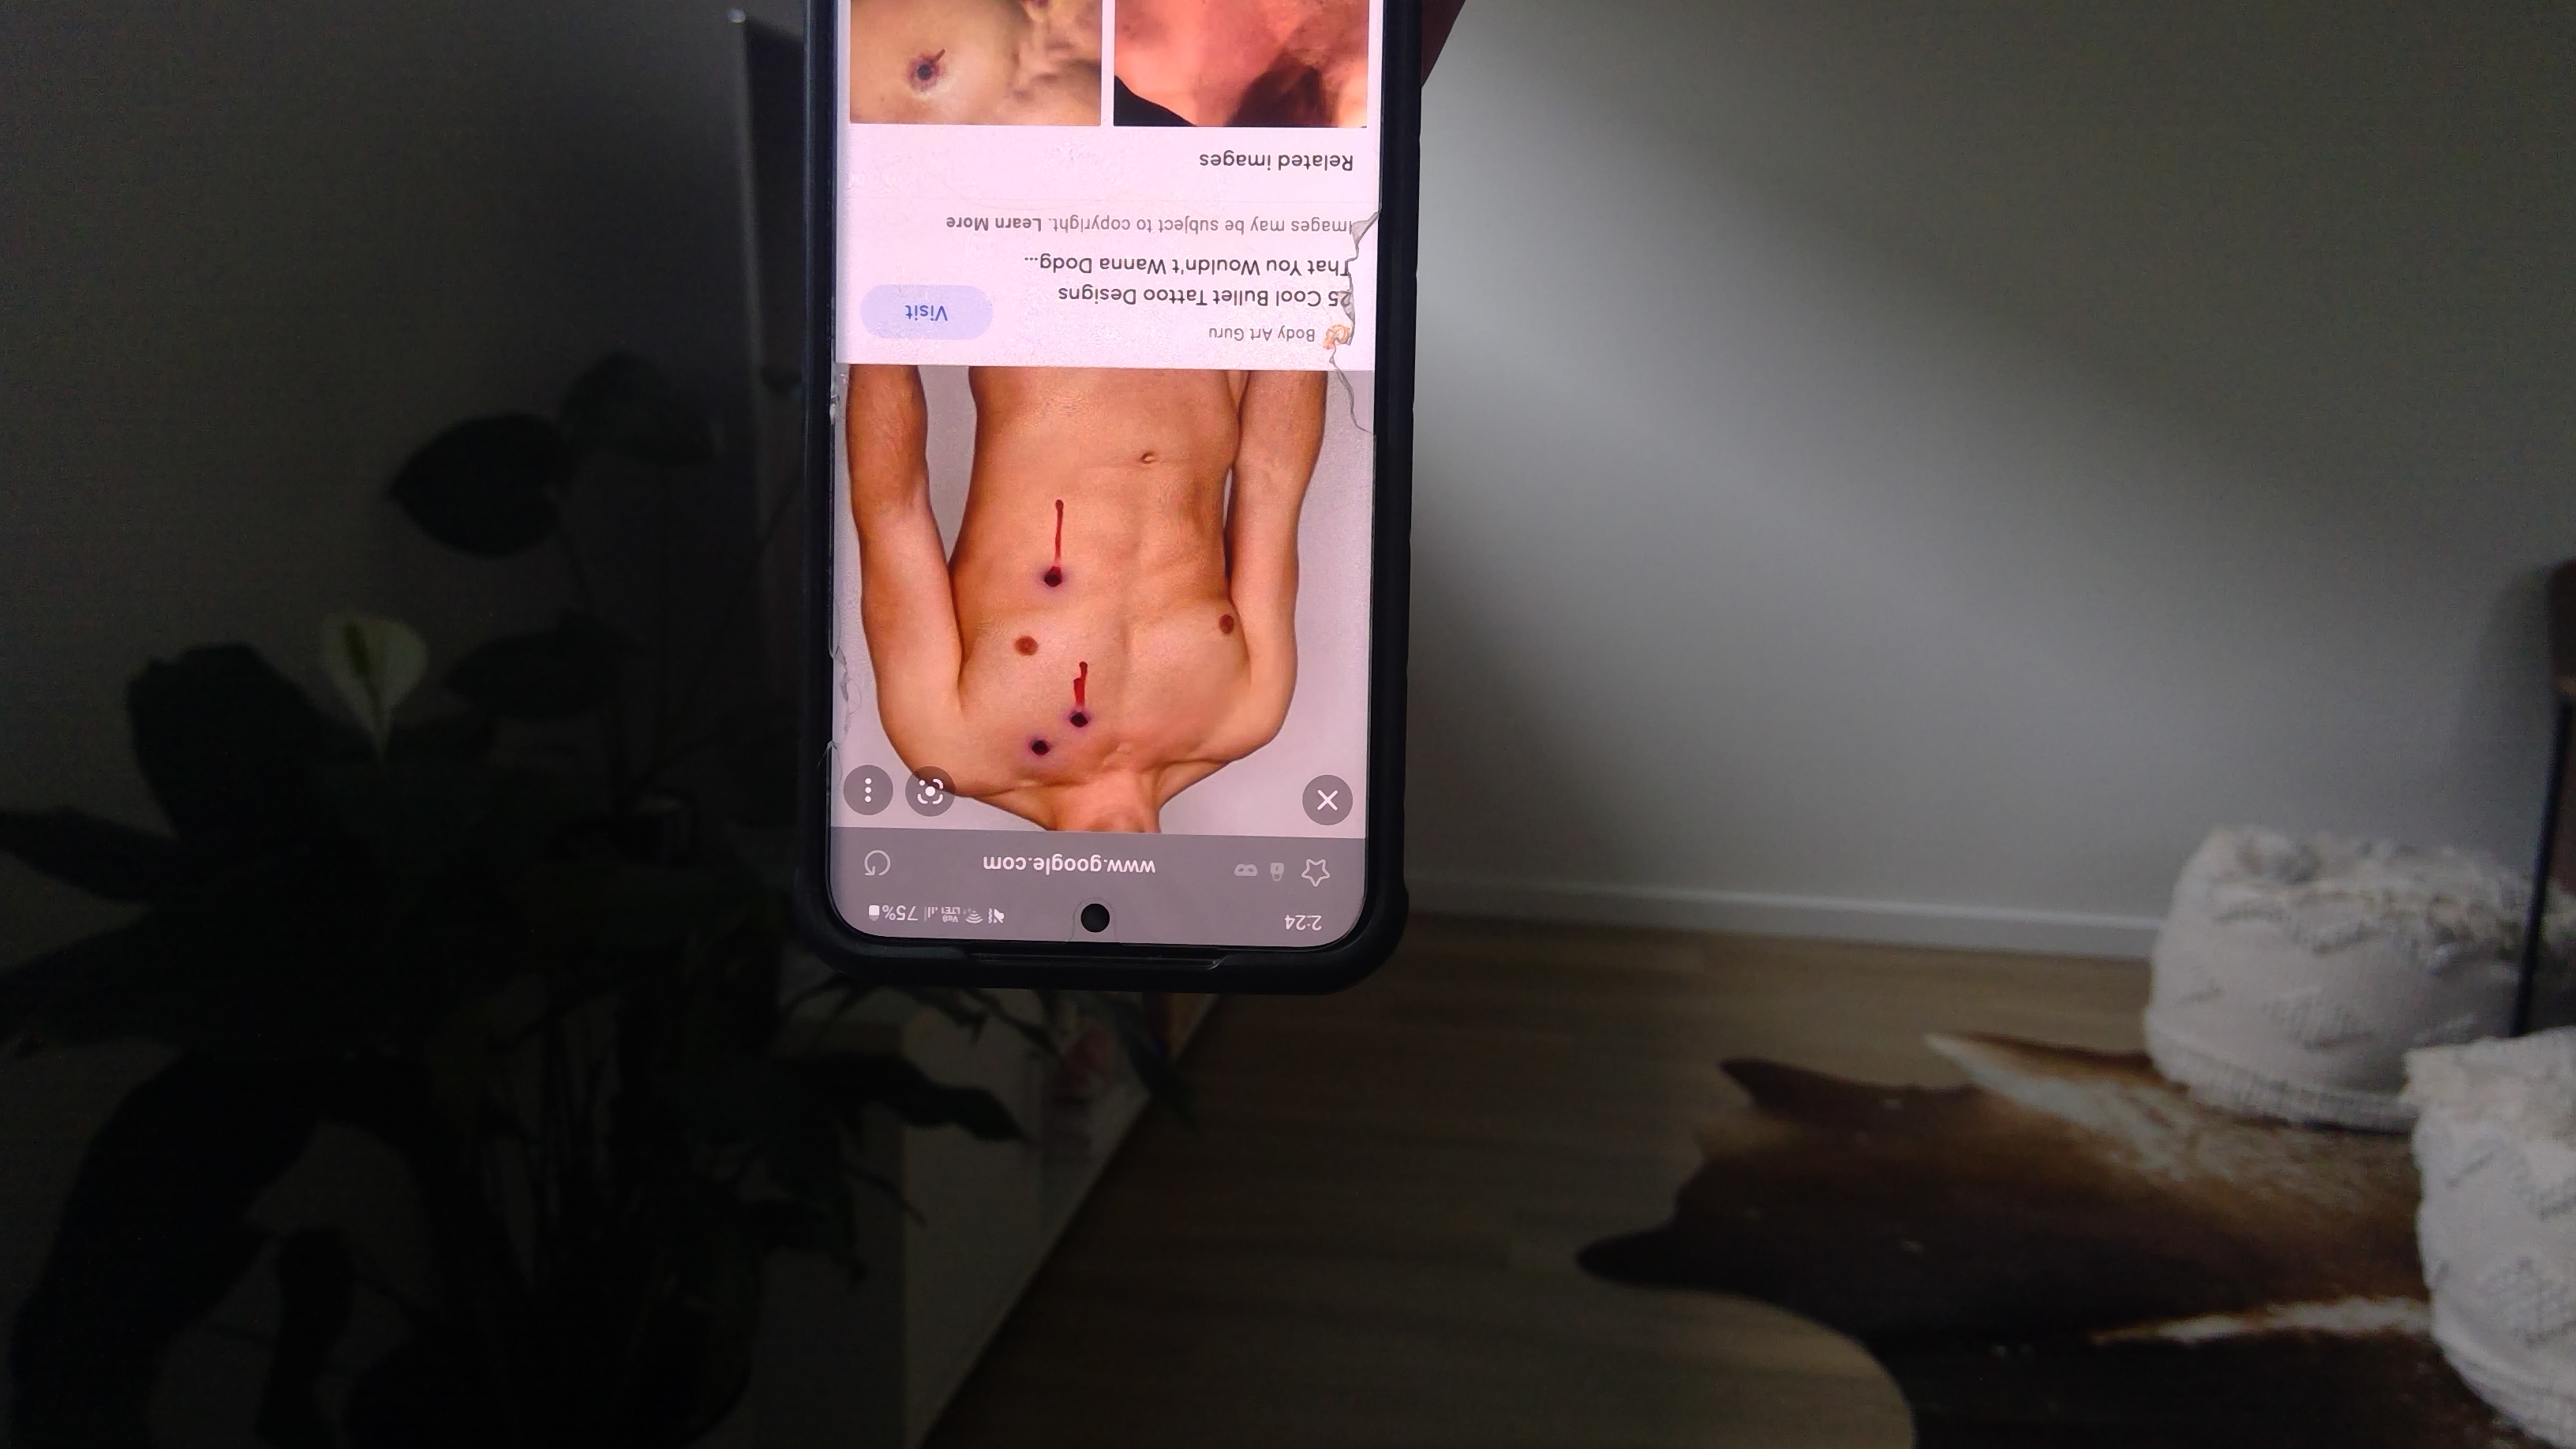 2:24
75%
www.google.com
Body Art Guru
25 Cool Bullet Tattoo Designs
That You Wouldn't Wanna Dodg...
Visit
Images may be subject to copyright. Learn More
Related images